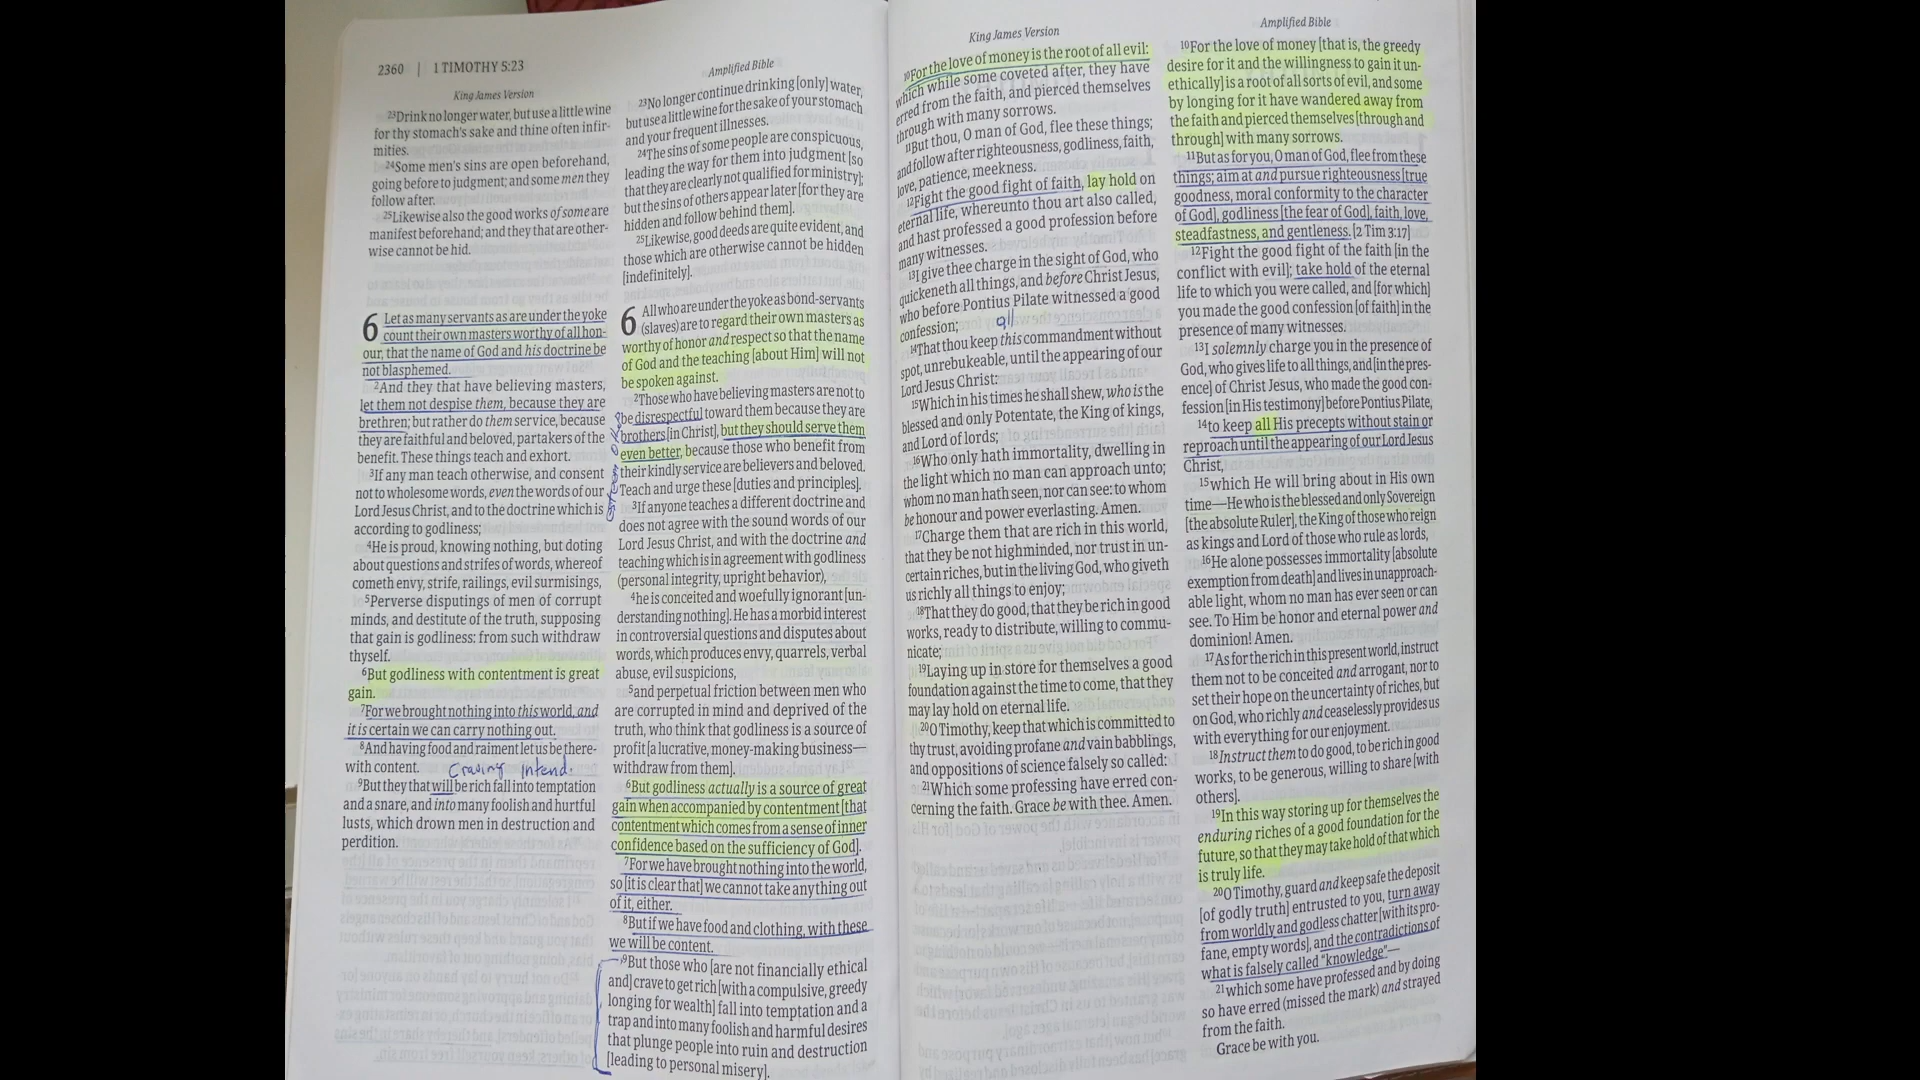 2360 | 1 TIMOTHY 5:23
King James Version
23Drink no longer water, but use a little wine
for thy stomach's sake and thine often infir-
mities.
24Some men's sins are open beforehand,
going before to judgment; and some men they
follow after.
25Likewise also the good works of some are
manifest beforehand; and they that are other-
wise cannot be hid.
6 Let as many servants as are under the yoke
count their own masters worthy of all hon-
our, that the name of God and his doctrine be
not blasphemed.
2And they that have believing masters,
let them not despise them, because they are
brethren; but rather do them service, because
they are faithful and beloved, partakers of the
benefit. These things teach and exhort.
3If any man teach otherwise, and consent
not to wholesome words, even the words of our
Lord Jesus Christ, and to the doctrine which is
according to godliness;
4He is proud, knowing nothing, but doting
about questions and strifes of words, whereof
cometh envy, strife, railings, evil surmisings,
5Perverse disputings of men of corrupt
minds, and destitute of the truth, supposing
that gain is godliness: from such withdraw
thyself.
6But godliness with contentment is great
gain.
7For we brought nothing into this world, and
it is certain we can carry nothing out.
8And having food and raiment let us be there-
with content.
Craving Intend.
9But they that will be rich fall into temptation
and a snare, and into many foolish and hurtful
lusts, which drown men in destruction and
perdition.
Amplified Bible
23No longer continue drinking [only] water,
but use a little wine for the sake of your stomach
and your frequent illnesses.
24The sins of some people are conspicuous,
leading the way for them into judgment [so
that they are clearly not qualified for ministry];
but the sins of others appear later [for they are
hidden and follow behind them].
25Likewise, good deeds are quite evident, and
those which are otherwise cannot be hidden
[indefinitely].
6 All who are under the yoke as bond-servants
(slaves) are to regard their own masters as
worthy of honor and respect so that the name
of God and the teaching [about Him] will not
be spoken against.
2Those who have believing masters are not to
be disrespectful toward them because they are
brothers [in Christ], but they should serve them
even better, because those who benefit from
their kindly service are believers and beloved.
Teach and urge these [duties and principles].
3If anyone teaches a different doctrine and
does not agree with the sound words of our
Lord Jesus Christ, and with the doctrine and
teaching which is in agreement with godliness
(personal integrity, upright behavior),
4he is conceited and woefully ignorant [un-
derstanding nothing]. He has a morbid interest
in controversial questions and disputes about
words, which produces envy, quarrels, verbal
abuse, evil suspicions,
5and perpetual friction between men who
are corrupted in mind and deprived of the
truth, who think that godliness is a source of
profit [a lucrative, money-making business—
withdraw from them].
6But godliness actually is a source of great
gain when accompanied by contentment [that
contentment which comes from a sense of inner
confidence based on the sufficiency of God].
7For we have brought nothing into the world,
so [it is clear that] we cannot take anything out
of it, either.
8But if we have food and clothing, with these
we will be content.
9But those who [are not financially ethical
and] crave to get rich [with a compulsive, greedy
longing for wealth] fall into temptation and a
trap and into many foolish and harmful desires
that plunge people into ruin and destruction
[leading to personal misery].
King James Version
10For the love of money is the root of all evil:
which while some coveted after, they have
erred from the faith, and pierced themselves
through with many sorrows.
11But thou, O man of God, flee these things;
and follow after righteousness, godliness, faith,
love, patience, meekness.
12Fight the good fight of faith, lay hold on
eternal life, whereunto thou art also called,
and hast professed a good profession before
many witnesses.
13I give thee charge in the sight of God, who
quickeneth all things, and before Christ Jesus,
who before Pontius Pilate witnessed a good
confession;
all
14That thou keep this commandment without
spot, unrebukeable, until the appearing of our
Lord Jesus Christ:
15Which in his times he shall shew, who is the
blessed and only Potentate, the King of kings,
and Lord of lords;
16Who only hath immortality, dwelling in
the light which no man can approach unto;
whom no man hath seen, nor can see: to whom
be honour and power everlasting. Amen.
17Charge them that are rich in this world,
that they be not highminded, nor trust in un-
certain riches, but in the living God, who giveth
us richly all things to enjoy;
18That they do good, that they be rich in good
works, ready to distribute, willing to commu-
nicate;
19Laying up in store for themselves a good
foundation against the time to come, that they
may lay hold on eternal life.
20O Timothy, keep that which is committed to
thy trust, avoiding profane and vain babblings,
and oppositions of science falsely so called:
21Which some professing have erred con-
cerning the faith. Grace be with thee. Amen.
Amplified Bible
10For the love of money [that is, the greedy
desire for it and the willingness to gain it un-
ethically] is a root of all sorts of evil, and some
by longing for it have wandered away from
the faith and pierced themselves [through and
through] with many sorrows.
11But as for you, O man of God, flee from these
things; aim at and pursue righteousness [true
goodness, moral conformity to the character
of God], godliness [the fear of God], faith, love,
steadfastness, and gentleness. [2 Tim 3:17]
12Fight the good fight of the faith [in the
conflict with evil]; take hold of the eternal
life to which you were called, and [for which]
you made the good confession [of faith] in the
presence of many witnesses.
13I solemnly charge you in the presence of
God, who gives life to all things, and [in the pres-
ence] of Christ Jesus, who made the good con-
fession [in His testimony] before Pontius Pilate,
14to keep all His precepts without stain or
reproach until the appearing of our Lord Jesus
Christ,
15which He will bring about in His own
time—He who is the blessed and only Sovereign
[the absolute Ruler], the King of those who reign
as kings and Lord of those who rule as lords,
16He alone possesses immortality [absolute
exemption from death] and lives in unapproach-
able light, whom no man has ever seen or can
see. To Him be honor and eternal power and
dominion! Amen.
17As for the rich in this present world, instruct
them not to be conceited and arrogant, nor to
set their hope on the uncertainty of riches, but
on God, who richly and ceaselessly provides us
with everything for our enjoyment.
18Instruct them to do good, to be rich in good
works, to be generous, willing to share [with
others].
19In this way storing up for themselves the
enduring riches of a good foundation for the
future, so that they may take hold of that which
is truly life.
20O Timothy, guard and keep safe the deposit
[of godly truth] entrusted to you, turn away
from worldly and godless chatter [with its pro-
fane, empty words], and the contradictions of
what is falsely called "knowledge"—
21which some have professed and by doing
so have erred (missed the mark) and strayed
from the faith.
Grace be with you.